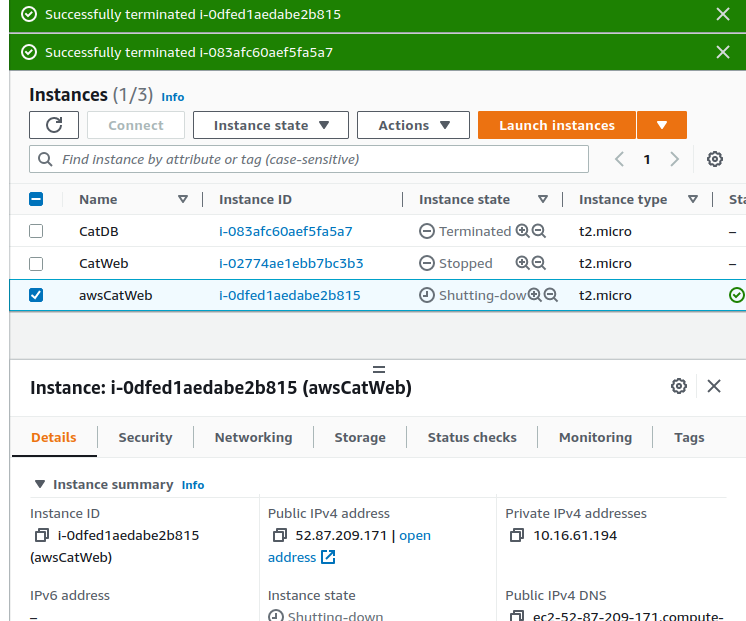 Successfully terminated i-0dfed1aedabe2b815
Successfully terminated i-083afc60aef5fa5a7
Instances (1/3) Info
Connect Instance state Actions Launch instances
Find instance by attribute or tag (case-sensitive) 1
Name Instance ID Instance state Instance type Sta
CatDB i-083afc60aef5fa5a7 Terminated t2.micro –
CatWeb i-02774ae1ebb7bc3b3 Stopped t2.micro –
awsCatWeb i-0dfed1aedabe2b815 Shutting-dow t2.micro
Instance: i-0dfed1aedabe2b815 (awsCatWeb)
Details Security Networking Storage Status checks Monitoring Tags
Instance summary Info
Instance ID Public IPv4 address Private IPv4 addresses
i-0dfed1aedabe2b815 52.87.209.171 | open 10.16.61.194
(awsCatWeb) address
IPv6 address Instance state Public IPv4 DNS
– Shutting-down ec2-52-87-209-171.compute-